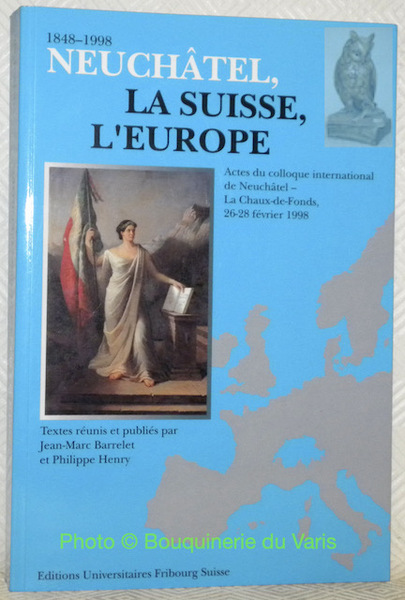 1848–1998
NEUCHÂTEL,
LA SUISSE,
L'EUROPE
Actes du colloque international
de Neuchâtel –
La Chaux-de-Fonds,
26-28 février 1998
Textes réunis et publiés par
Jean-Marc Barrelet
et Philippe Henry
Photo © Bouquinerie du Varis
Editions Universitaires Fribourg Suisse